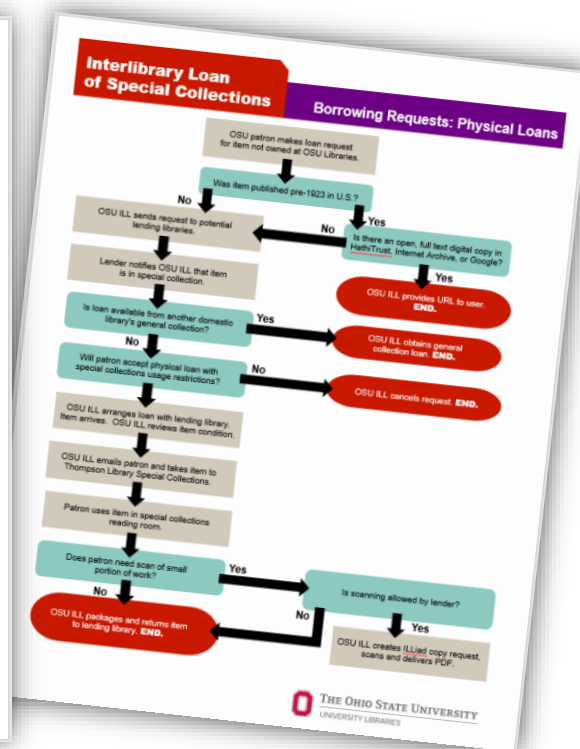 Interlibrary Loan
of Special Collections
Borrowing Requests: Physical Loans
OSU patron makes loan request
for item not owned at OSU Libraries.
Was item published pre-1923 in U.S.?
No
Yes
OSU ILL sends request to potential
lending libraries.
No
Is there an open, full text digital copy in
HathiTrust, Internet Archive, or Google?
Lender notifies OSU ILL that item
is in special collection.
Yes
OSU ILL provides URL to user.
END.
Is loan available from another domestic
library's general collection?
Yes
OSU ILL obtains general
collection loan. END.
No
Will patron accept physical loan with
special collections usage restrictions?
No
OSU ILL cancels request. END.
OSU ILL arranges loan with lending library.
Item arrives. OSU ILL reviews item condition.
OSU ILL emails patron and takes item to
Thompson Library Special Collections.
Patron uses item in special collections
reading room.
Does patron need scan of small
portion of work?
Yes
Is scanning allowed by lender?
No
No
Yes
OSU ILL packages and returns item
to lending library. END.
OSU ILL creates ILLiad copy request,
scans and delivers PDF.
THE OHIO STATE UNIVERSITY
UNIVERSITY LIBRARIES